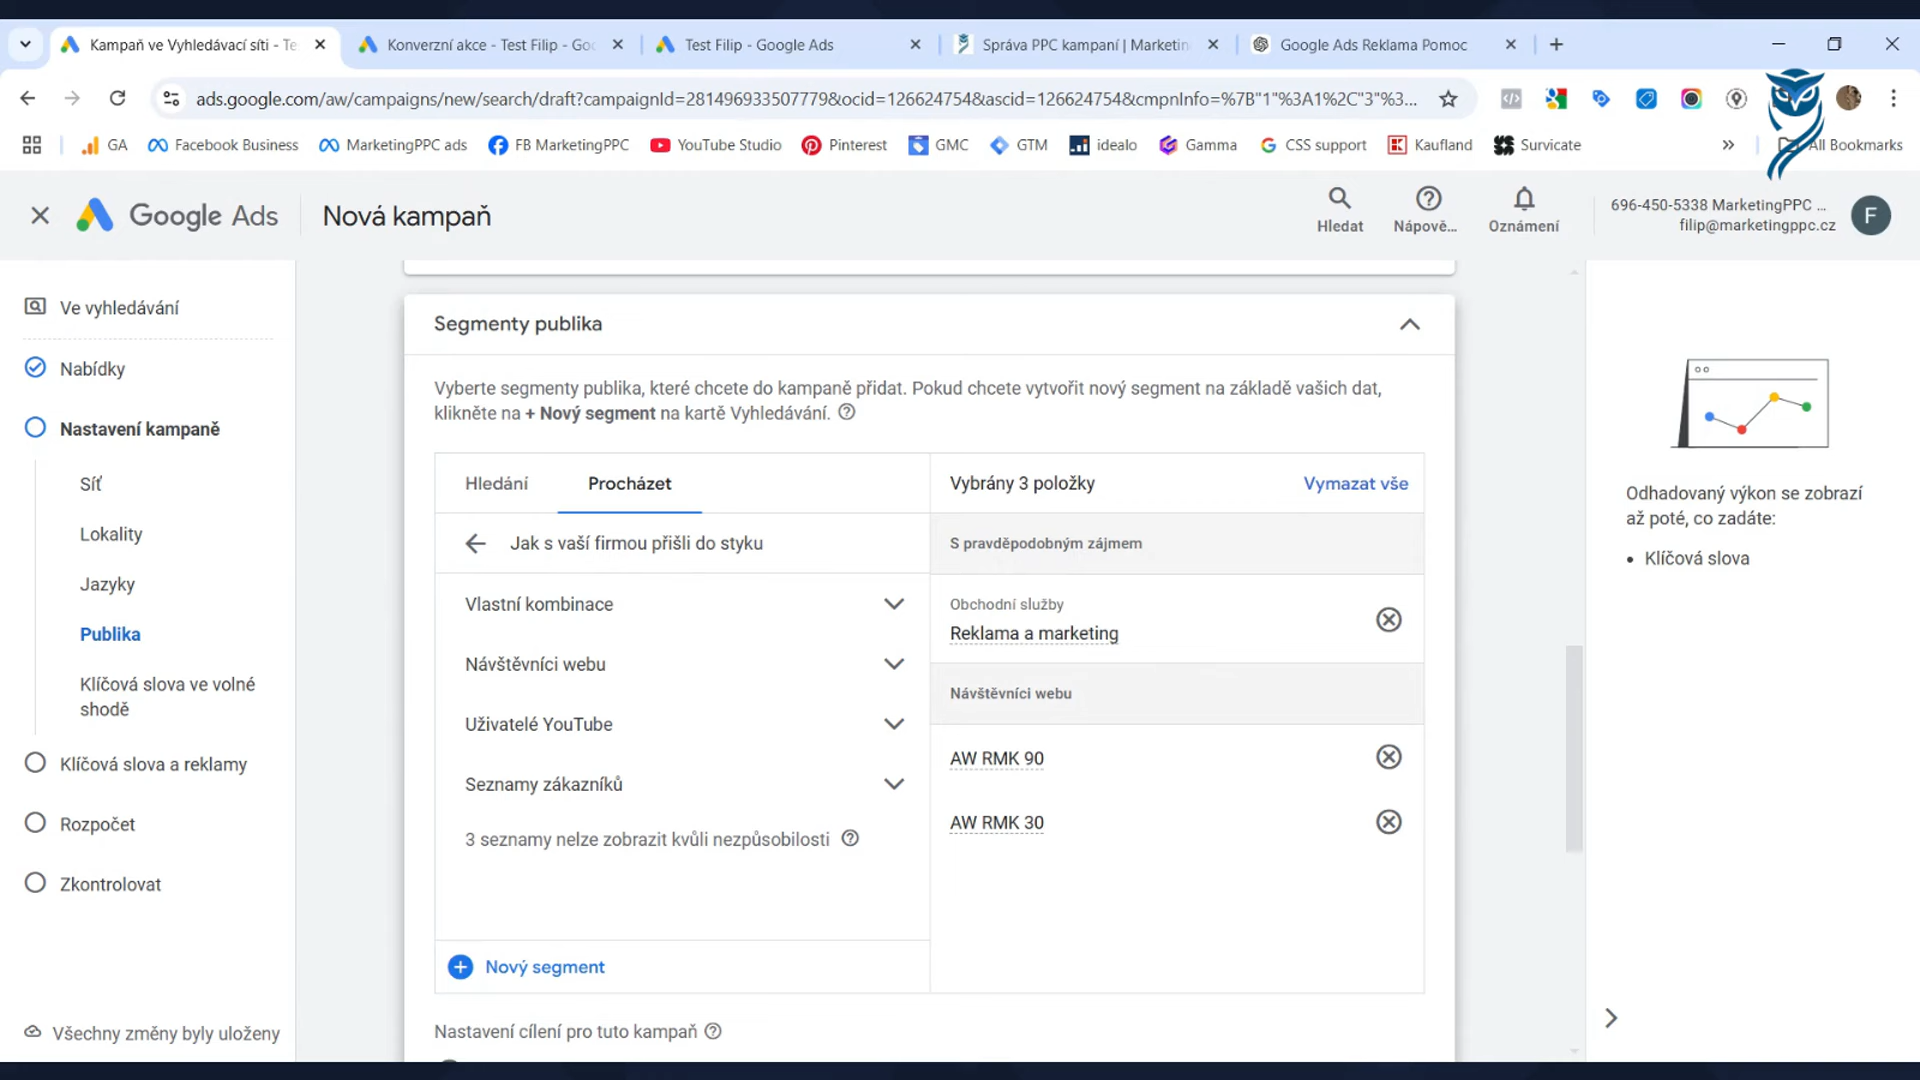 Kampaň ve Vyhledávací síti - Te
Konverzní akce - Test Filip - Goo
Test Filip - Google Ads
Správa PPC kampaní | Marketin
Google Ads Reklama Pomoc
ads.google.com/aw/campaigns/new/search/draft?campaignId=281496933507779&ocid=126624754&ascid=126624754&cmpnInfo=%7B"1"%3A1%2C"3"%3...
GA
Facebook Business
MarketingPPC ads
FB MarketingPPC
YouTube Studio
Pinterest
GMC
GTM
idealo
Gamma
CSS support
Kaufland
Survicate
All Bookmarks
Google Ads
Nová kampaň
Hledat
Nápově...
Oznámení
696-450-5338 MarketingPPC ...
filip@marketingppc.cz
F
Ve vyhledávání
Nabídky
Nastavení kampaně
Síť
Lokality
Jazyky
Publika
Klíčová slova ve volné
shodě
Klíčová slova a reklamy
Rozpočet
Zkontrolovat
Všechny změny byly uloženy
Segmenty publika
Vyberte segmenty publika, které chcete do kampaně přidat. Pokud chcete vytvořit nový segment na základě vašich dat,
klikněte na + Nový segment na kartě Vyhledávání.
Hledání
Procházet
Vybrány 3 položky
Vymazat vše
Jak s vaší firmou přišli do styku
Vlastní kombinace
Návštěvníci webu
Uživatelé YouTube
Seznamy zákazníků
3 seznamy nelze zobrazit kvůli nezpůsobilosti
Nový segment
S pravděpodobným zájmem
Obchodní služby
Reklama a marketing
Návštěvníci webu
AW RMK 90
AW RMK 30
Nastavení cílení pro tuto kampaň
Odhadovaný výkon se zobrazí
až poté, co zadáte:
• Klíčová slova